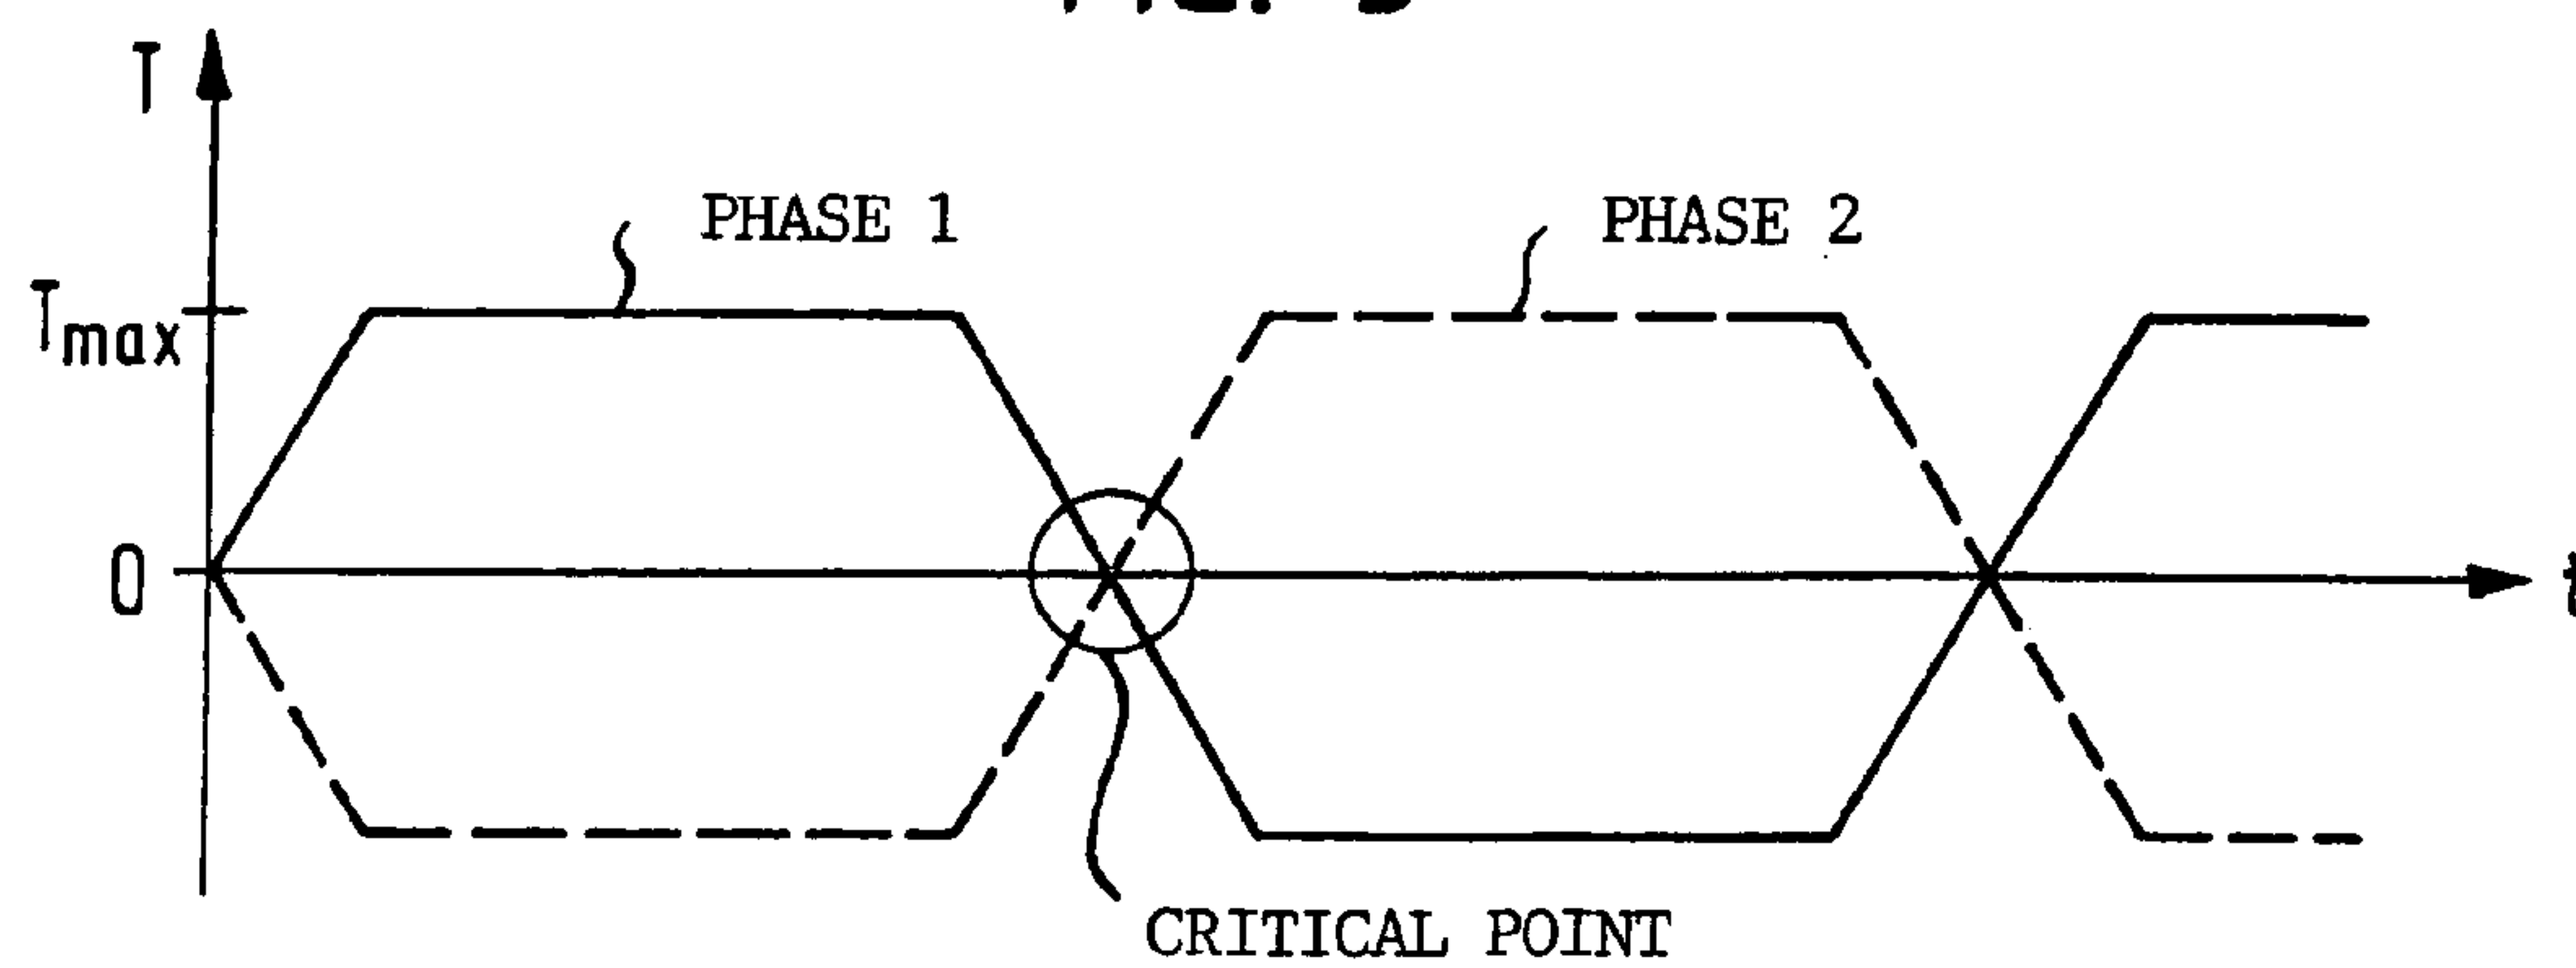 T
PHASE 1
PHASE 2
Tmax
0
t
CRITICAL POINT